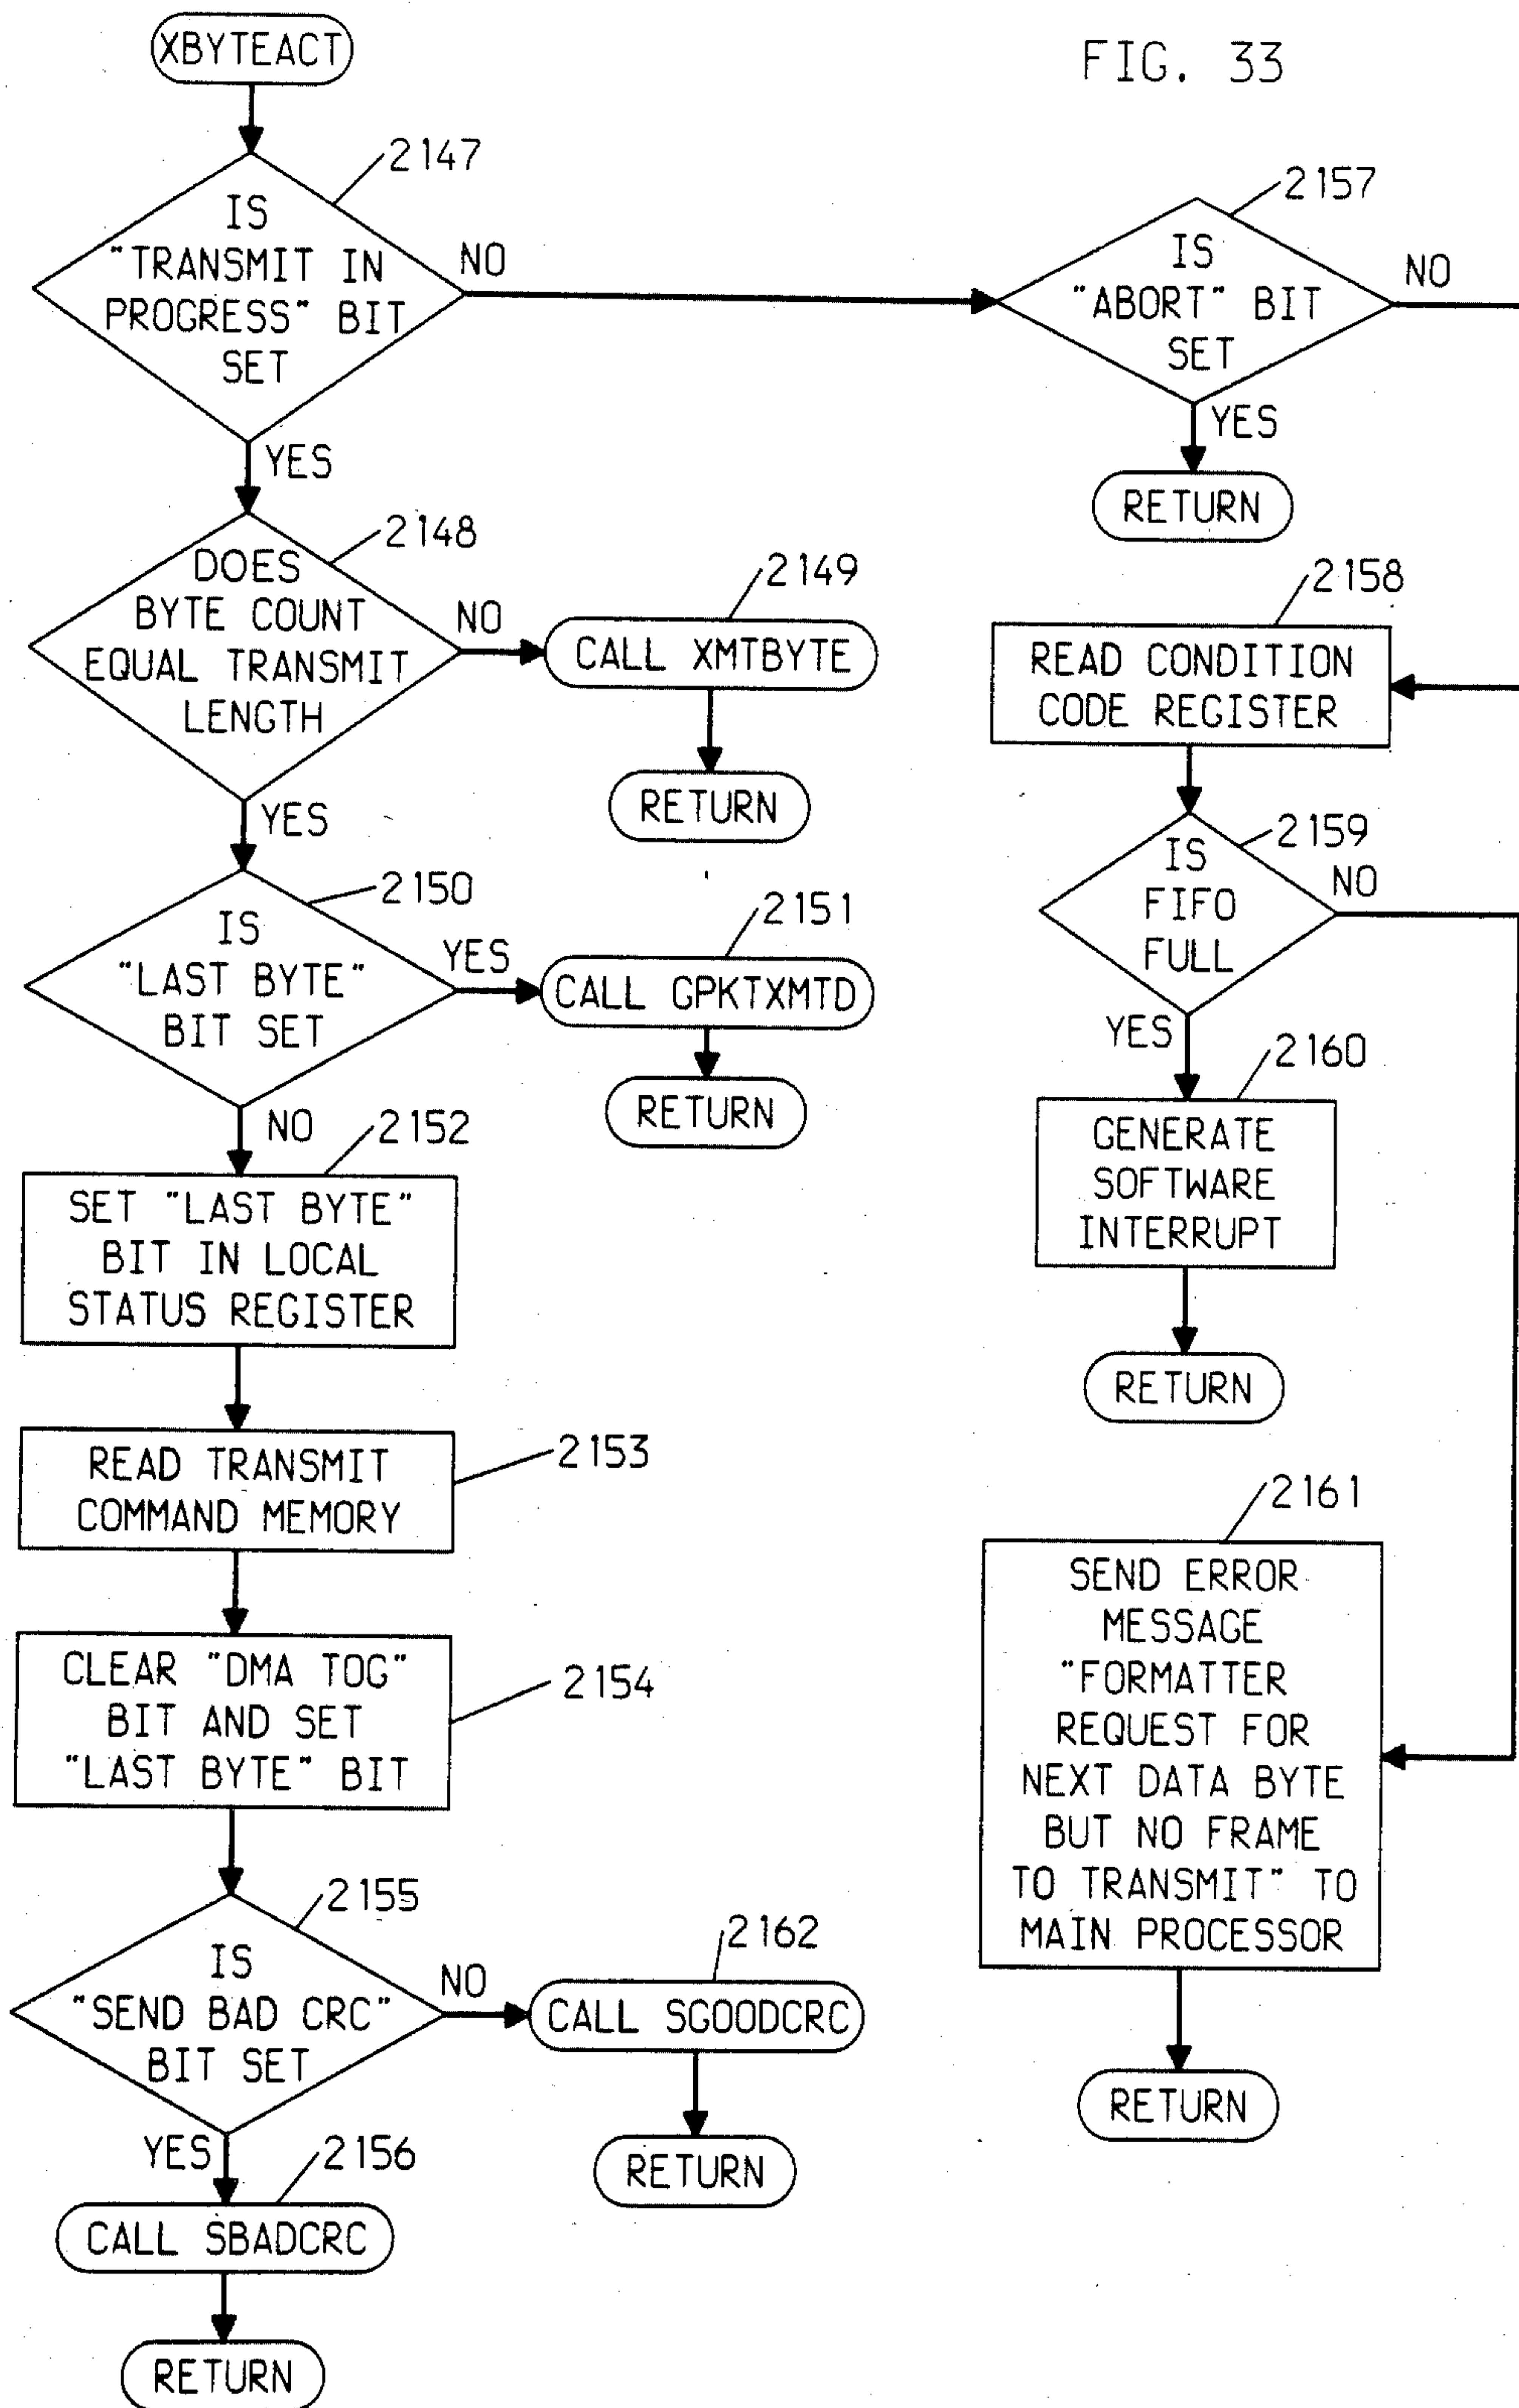 XBYTEACT
FIG. 33
2147
IS
"TRANSMIT IN
PROGRESS" BIT
SET
NO
YES
2148
DOES
BYTE COUNT
EQUAL TRANSMIT
LENGTH
NO
2149
CALL XMTBYTE
RETURN
YES
2150
IS
"LAST BYTE"
BIT SET
YES
2151
CALL GPKTXMTD
RETURN
NO
2152
SET "LAST BYTE"
BIT IN LOCAL
STATUS REGISTER
2153
READ TRANSMIT
COMMAND MEMORY
2154
CLEAR "DMA TOG"
BIT AND SET
"LAST BYTE" BIT
2155
IS
"SEND BAD CRC"
BIT SET
NO
2162
CALL SGOODCRC
RETURN
YES
2156
CALL SBADCRC
RETURN
2157
IS
"ABORT" BIT
SET
NO
YES
RETURN
2158
READ CONDITION
CODE REGISTER
2159
IS
FIFO
FULL
NO
YES
2160
GENERATE
SOFTWARE
INTERRUPT
RETURN
2161
SEND ERROR
MESSAGE
"FORMATTER
REQUEST FOR
NEXT DATA BYTE
BUT NO FRAME
TO TRANSMIT" TO
MAIN PROCESSOR
RETURN